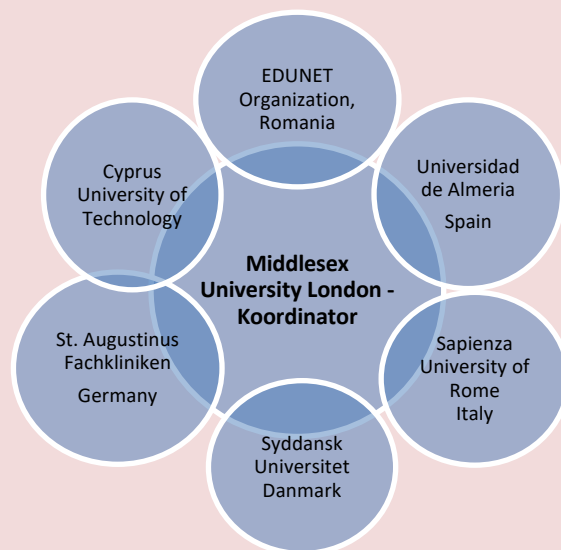 EDUNET
Organization,
Romania
Universidad
de Almeria
Spain
Sapienza
University of
Rome
Italy
Syddansk
Universitet
Danmark
St. Augustinus
Fachkliniken
Germany
Cyprus
University of
Technology
Middlesex
University London -
Koordinator